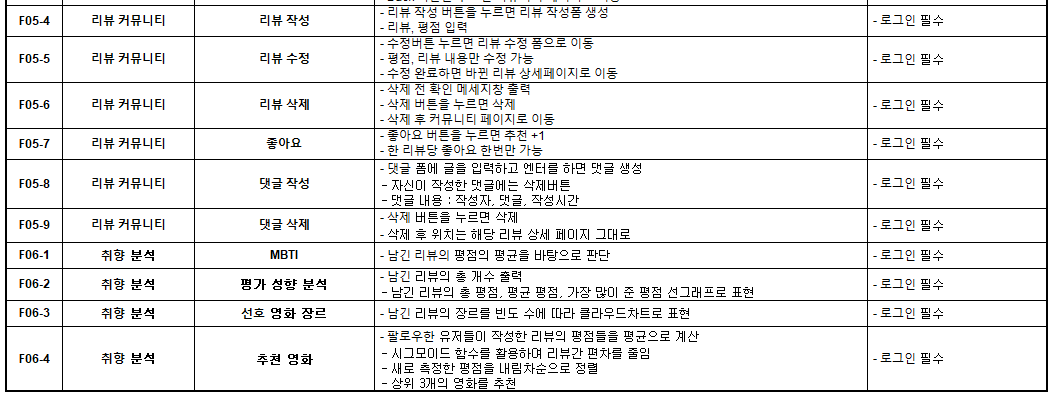 F05-4 리뷰 커뮤니티 리뷰 작성 - 리뷰 작성 버튼을 누르면 리뷰 작성폼 생성 - 로그인 필수
- 리뷰, 평점 입력
F05-5 리뷰 커뮤니티 리뷰 수정 - 수정버튼 누르면 리뷰 수정 폼으로 이동 - 로그인 필수
- 평점, 리뷰 내용만 수정 가능
- 수정 완료하면 바뀐 리뷰 상세페이지로 이동
F05-6 리뷰 커뮤니티 리뷰 삭제 - 삭제 전 확인 메세지창 출력 - 로그인 필수
- 삭제 버튼을 누르면 삭제
- 삭제 후 커뮤니티 페이지로 이동
F05-7 리뷰 커뮤니티 좋아요 - 좋아요 버튼을 누르면 추천 +1 - 로그인 필수
- 한 리뷰당 좋아요 한번만 가능
F05-8 리뷰 커뮤니티 댓글 작성 - 댓글 폼에 글을 입력하고 엔터를 하면 댓글 생성 - 로그인 필수
- 자신이 작성한 댓글에는 삭제버튼
- 댓글 내용 : 작성자, 댓글, 작성시간
F05-9 리뷰 커뮤니티 댓글 삭제 - 삭제 버튼을 누르면 삭제 - 로그인 필수
- 삭제 후 위치는 해당 리뷰 상세 페이지 그대로
F06-1 취향 분석 MBTI - 남긴 리뷰의 평점의 평균을 바탕으로 판단 - 로그인 필수
F06-2 취향 분석 평가 성향 분석 - 남긴 리뷰의 총 개수 출력 - 로그인 필수
- 남긴 리뷰의 총 평점, 평균 평점, 가장 많이 준 평점 선그래프로 표현
F06-3 취향 분석 선호 영화 장르 - 남긴 리뷰의 장르를 빈도 수에 따라 클라우드차트로 표현 - 로그인 필수
F06-4 취향 분석 추천 영화 - 팔로우한 유저들이 작성한 리뷰의 평점들을 평균으로 계산 - 로그인 필수
- 시그모이드 함수를 활용하여 리뷰간 편차를 줄임
- 새로 측정한 평점을 내림차순으로 정렬
- 상위 3개의 영화를 추천